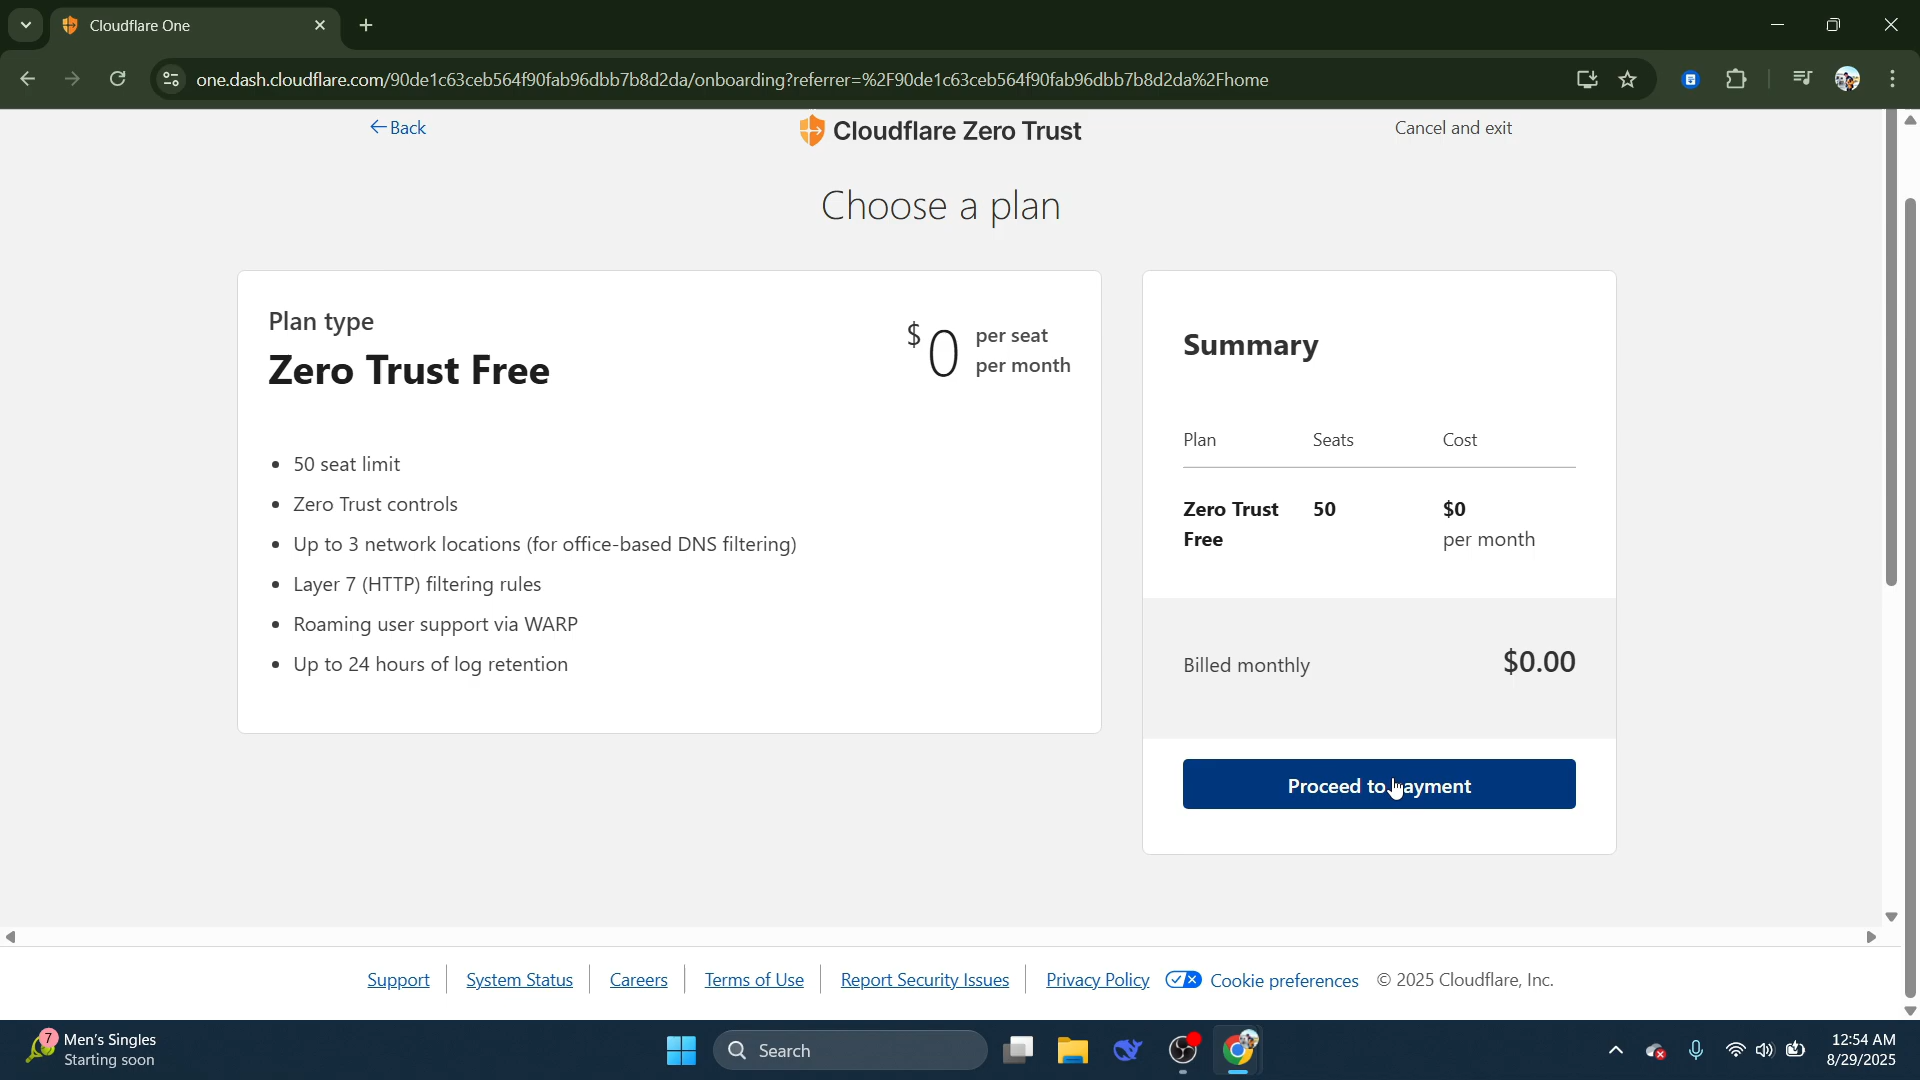 Cloudflare One
one.dash.cloudflare.com/90de1c63ceb564f90fab96dbb7b8d2da/onboarding?referrer=%2F90de1c63ceb564f90fab96dbb7b8d2da%2Fhome
Back
Cloudflare Zero Trust
Cancel and exit
Choose a plan
Plan type
Zero Trust Free
$0 per seat
per month
50 seat limit
Zero Trust controls
Up to 3 network locations (for office-based DNS filtering)
Layer 7 (HTTP) filtering rules
Roaming user support via WARP
Up to 24 hours of log retention
Summary
Plan Seats Cost
Zero Trust 50 $0
Free per month
Billed monthly $0.00
Proceed to payment
Support System Status Careers Terms of Use Report Security Issues Privacy Policy Cookie preferences © 2025 Cloudflare, Inc.
7
Men's Singles
Starting soon
Search
12:54 AM
8/29/2025